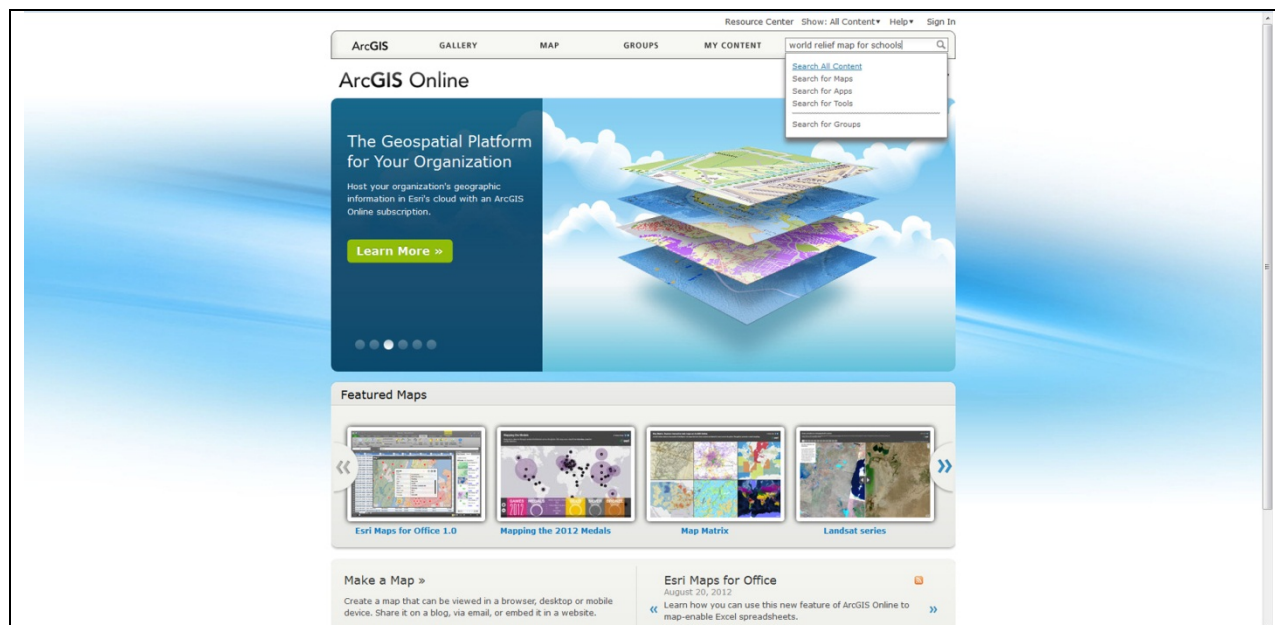 Resource Center Show: All Content▾ Help▾ Sign In
ArcGIS GALLERY MAP GROUPS MY CONTENT world relief map for schools
Search All Content
Search for Maps
Search for Apps
Search for Tools
Search for Groups
ArcGIS Online
The Geospatial Platform
for Your Organization
Host your organization's geographic
information in Esri's cloud with an ArcGIS
Online subscription.
Learn More »
Featured Maps
Esri Maps for Office 1.0 Mapping the 2012 Medals Map Matrix Landsat series
Make a Map »
Create a map that can be viewed in a browser, desktop or mobile
device. Share it on a blog, via email, or embed it in a website.
Esri Maps for Office
August 20, 2012
« Learn how you can use this new feature of ArcGIS Online to »
map-enable Excel spreadsheets.